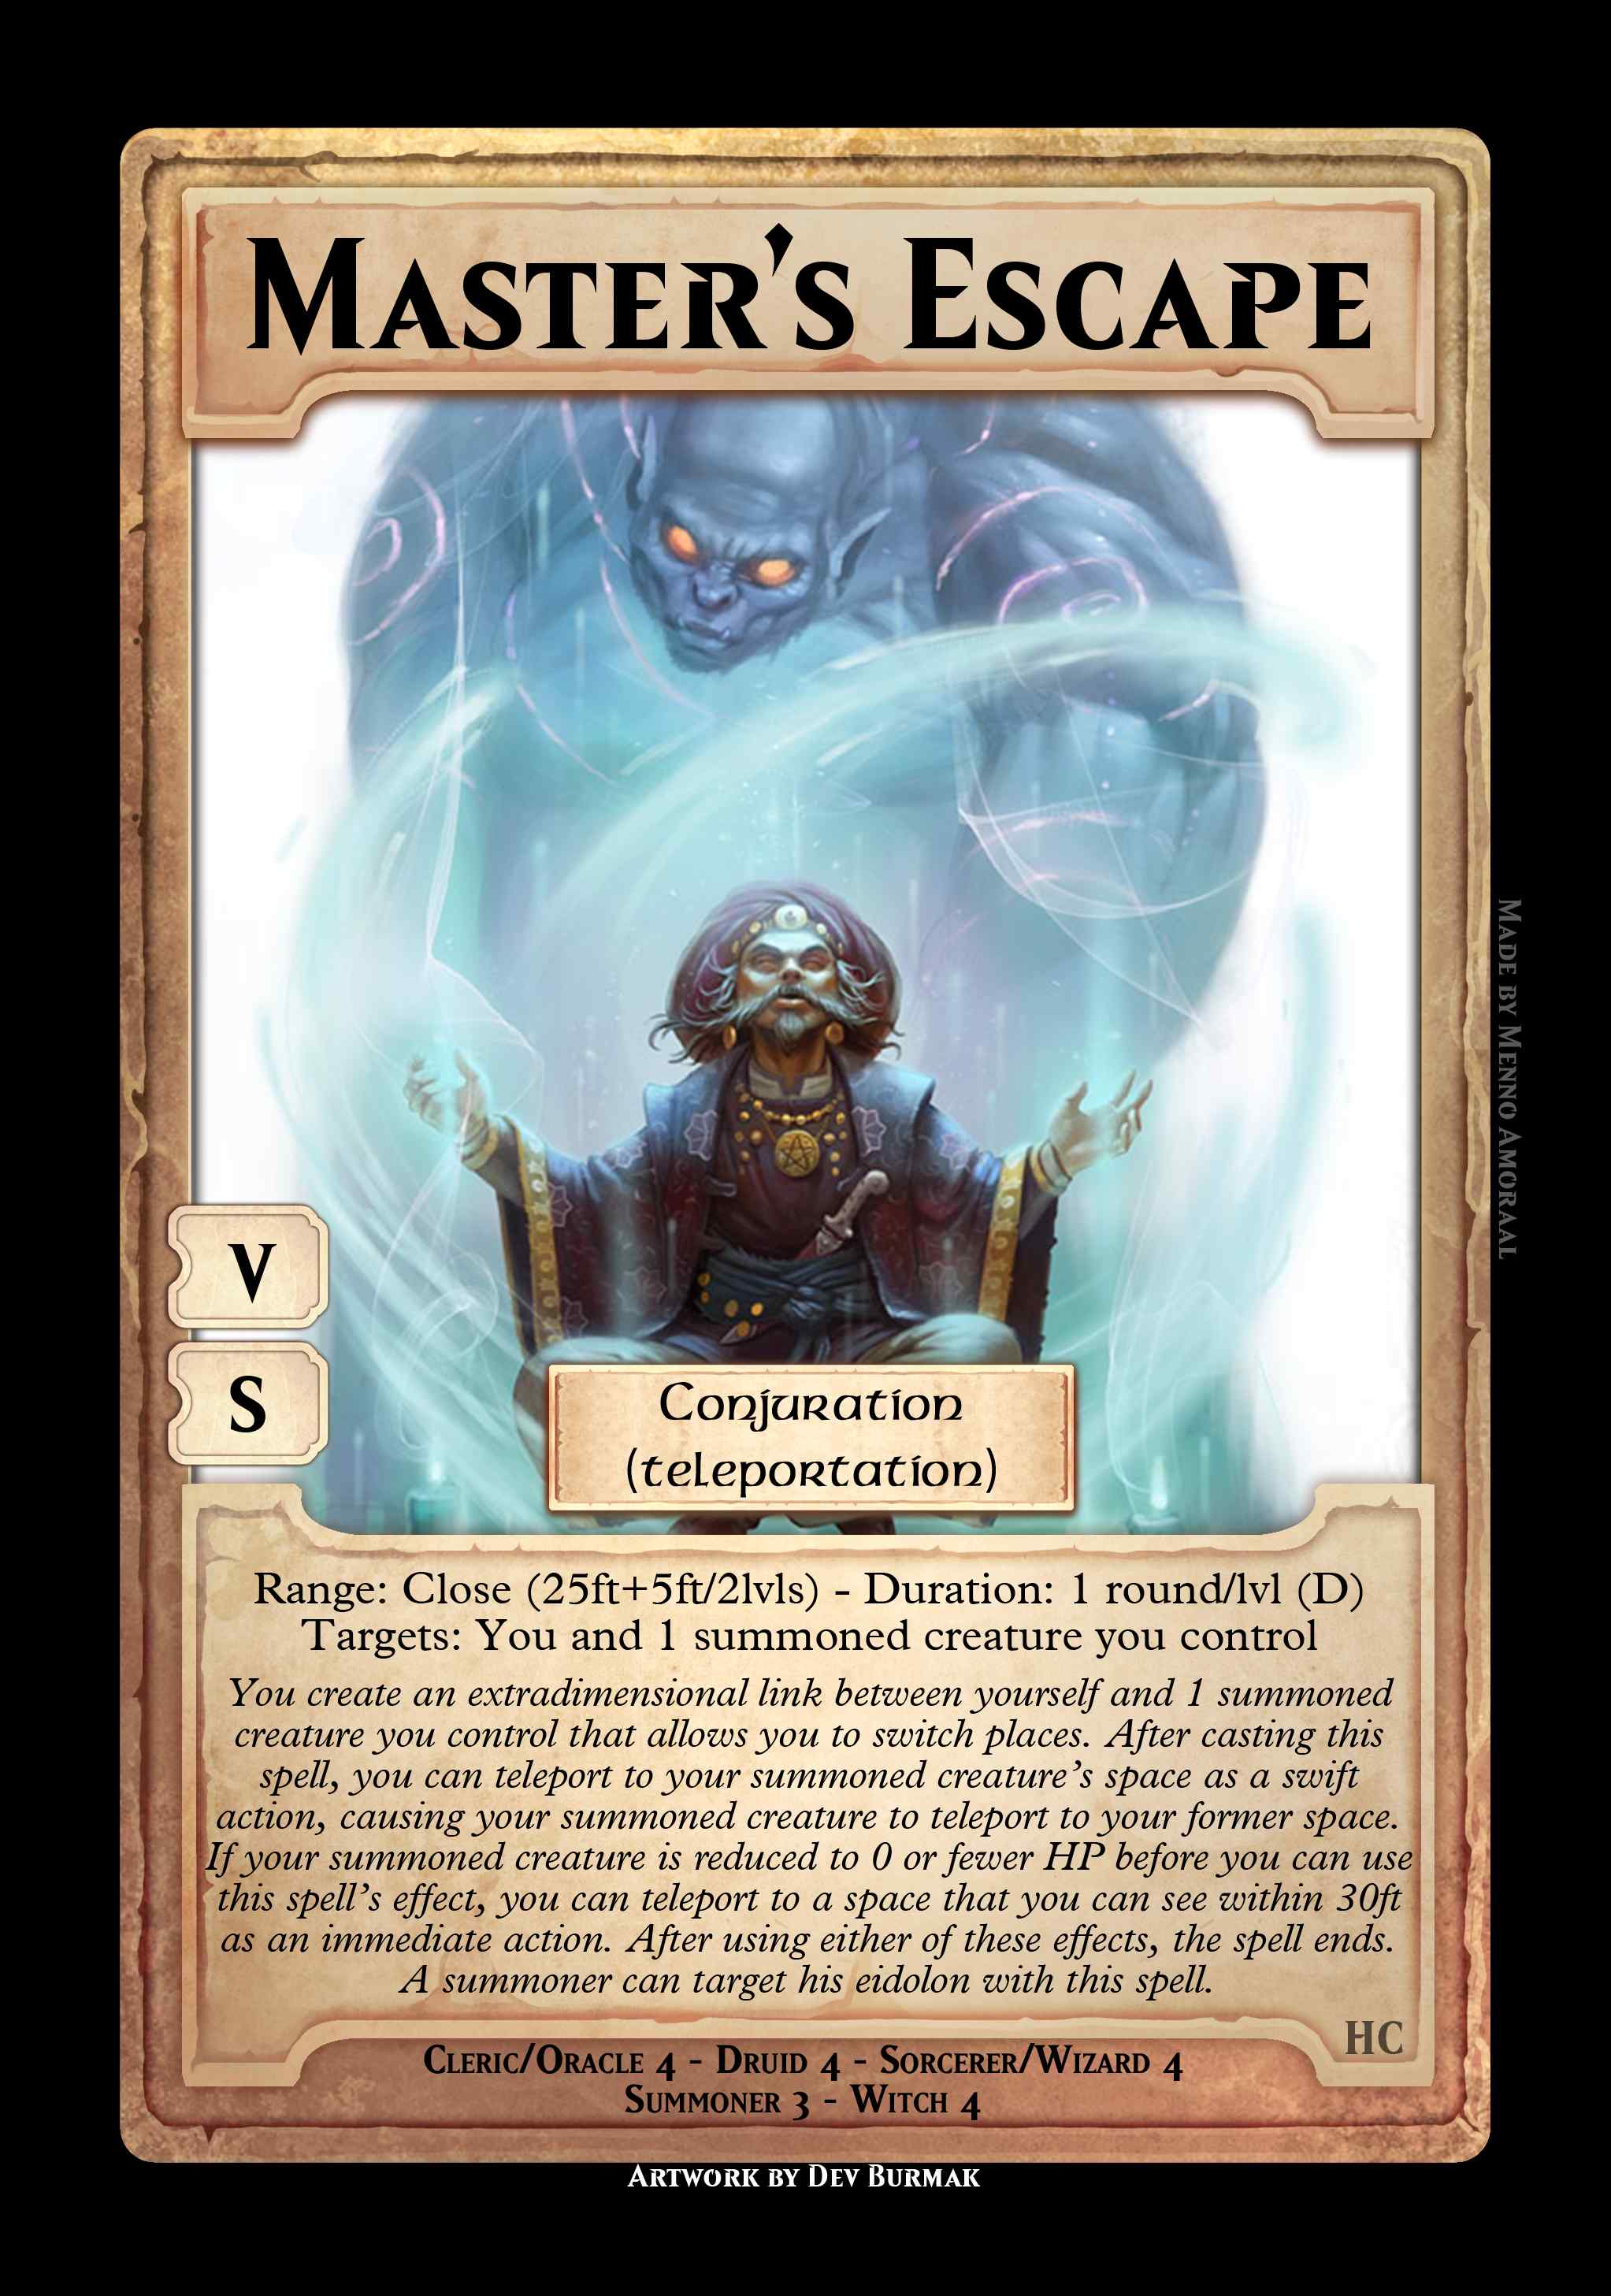 Master's Escape
Made by Menno Amoraal
V
S
Conjuration
(teleportation)
Range: Close (25ft+5ft/2lvls) - Duration: 1 round/lvl (D)
Targets: You and 1 summoned creature you control
You create an extradimensional link between yourself and 1 summoned
creature you control that allows you to switch places. After casting this
spell, you can teleport to your summoned creature's space as a swift
action, causing your summoned creature to teleport to your former space.
If your summoned creature is reduced to 0 or fewer HP before you can use
this spell's effect, you can teleport to a space that you can see within 30ft
as an immediate action. After using either of these effects, the spell ends.
A summoner can target his eidolon with this spell.
HC
Cleric/Oracle 4 - Druid 4 - Sorcerer/Wizard 4
Summoner 3 - Witch 4
Artwork by Dev Burmak